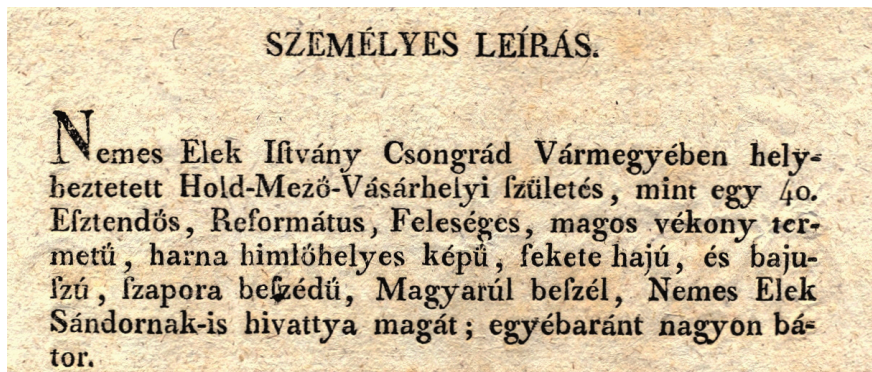 SZEMÉLYES LEÍRÁS.
Nemes Elek Iſtvány Csongrád Vármegyében hely-
heztetett Hold-Mező-Vásárhelyi ſzületés, mint egy 40.
Eſztendős, Református, Feleséges, magos vékony ter-
metű, harna himlőhelyes képű, fekete hajú, és baju-
ſzú, ſzapora beſzédű, Magyarúl beſzél, Nemes Elek
Sándornak-is hivattya magát; egyébaránt nagyon bá-
tor.